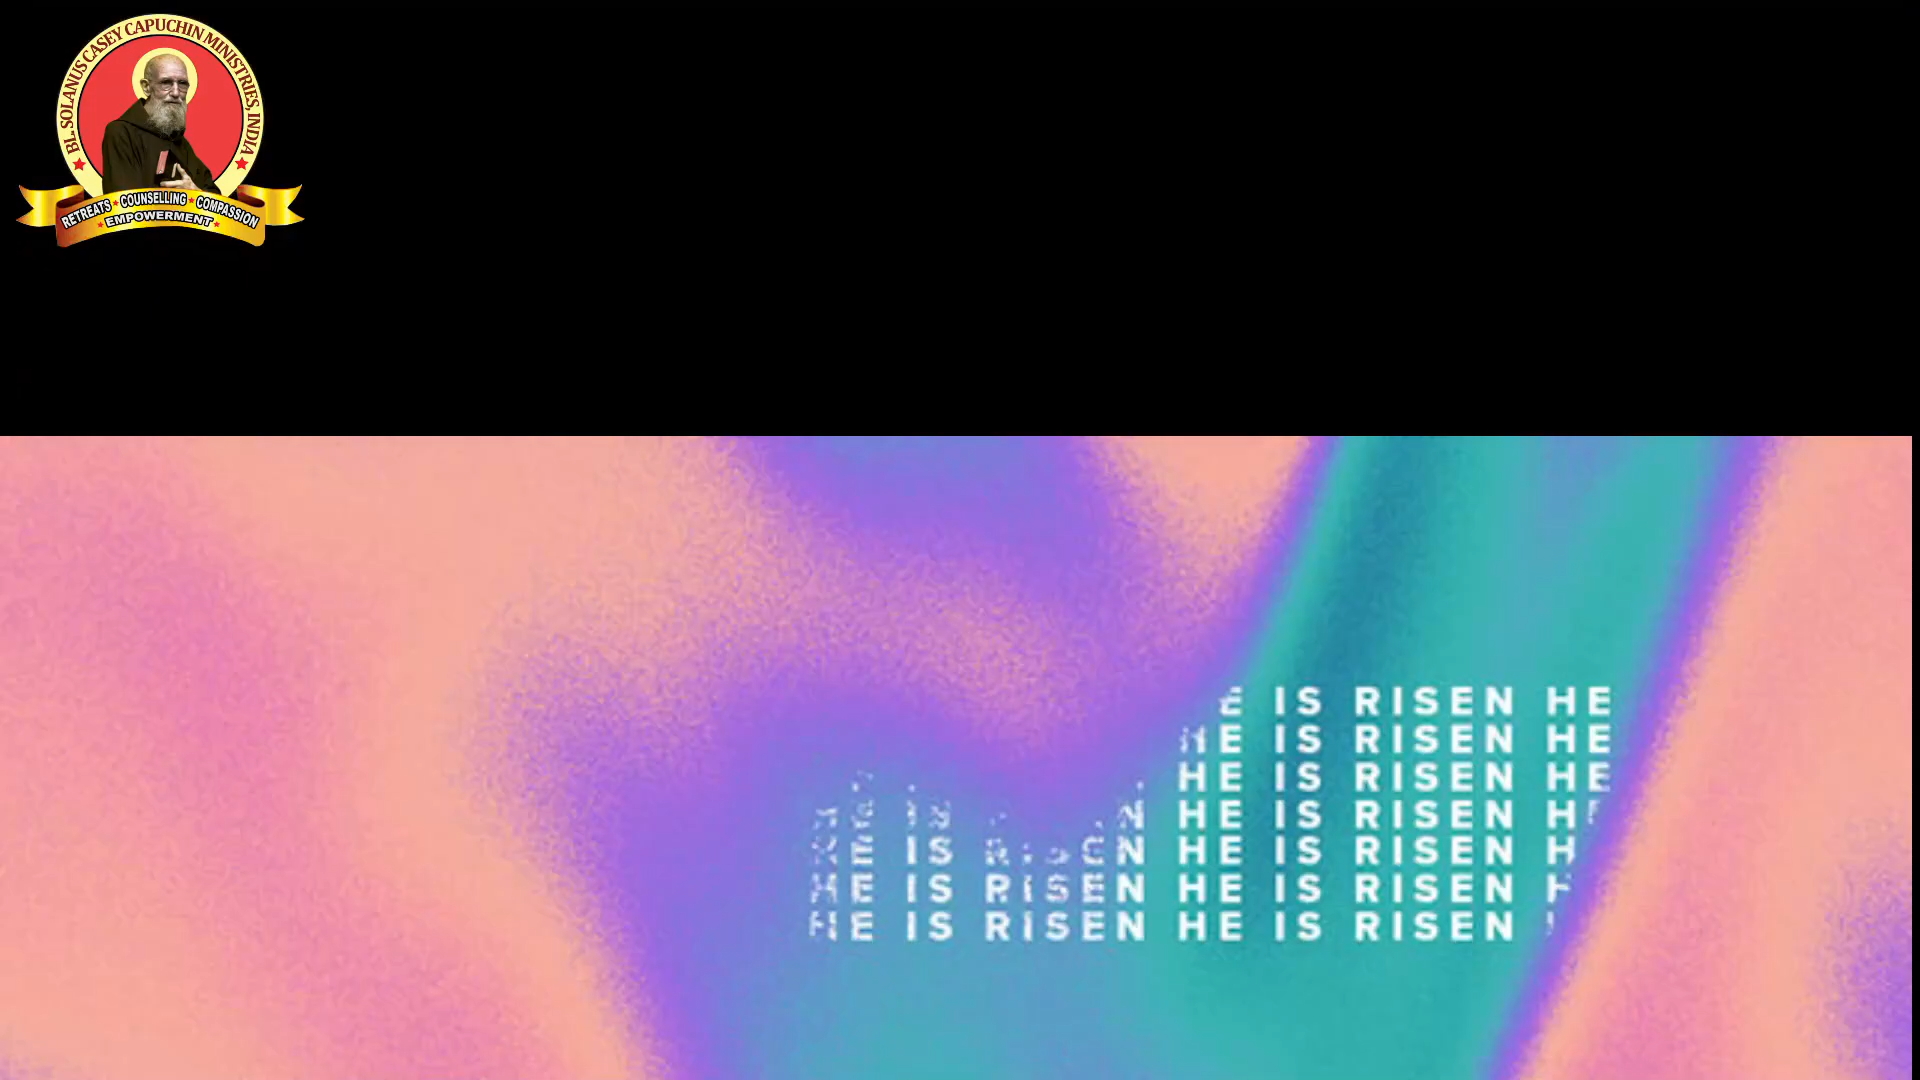 BL. SOLANUS CASEY CAPUCHIN MINISTRIES, INDIA
RETREATS COUNSELLING COMPASSION
EMPOWERMENT
E IS RISEN HE
HE IS RISEN HE
HE IS RISEN HE
N HE IS RISEN H
E IS N HE IS RISEN H
HE IS RISEN HE IS RISEN H
HE IS RISEN HE IS RISEN